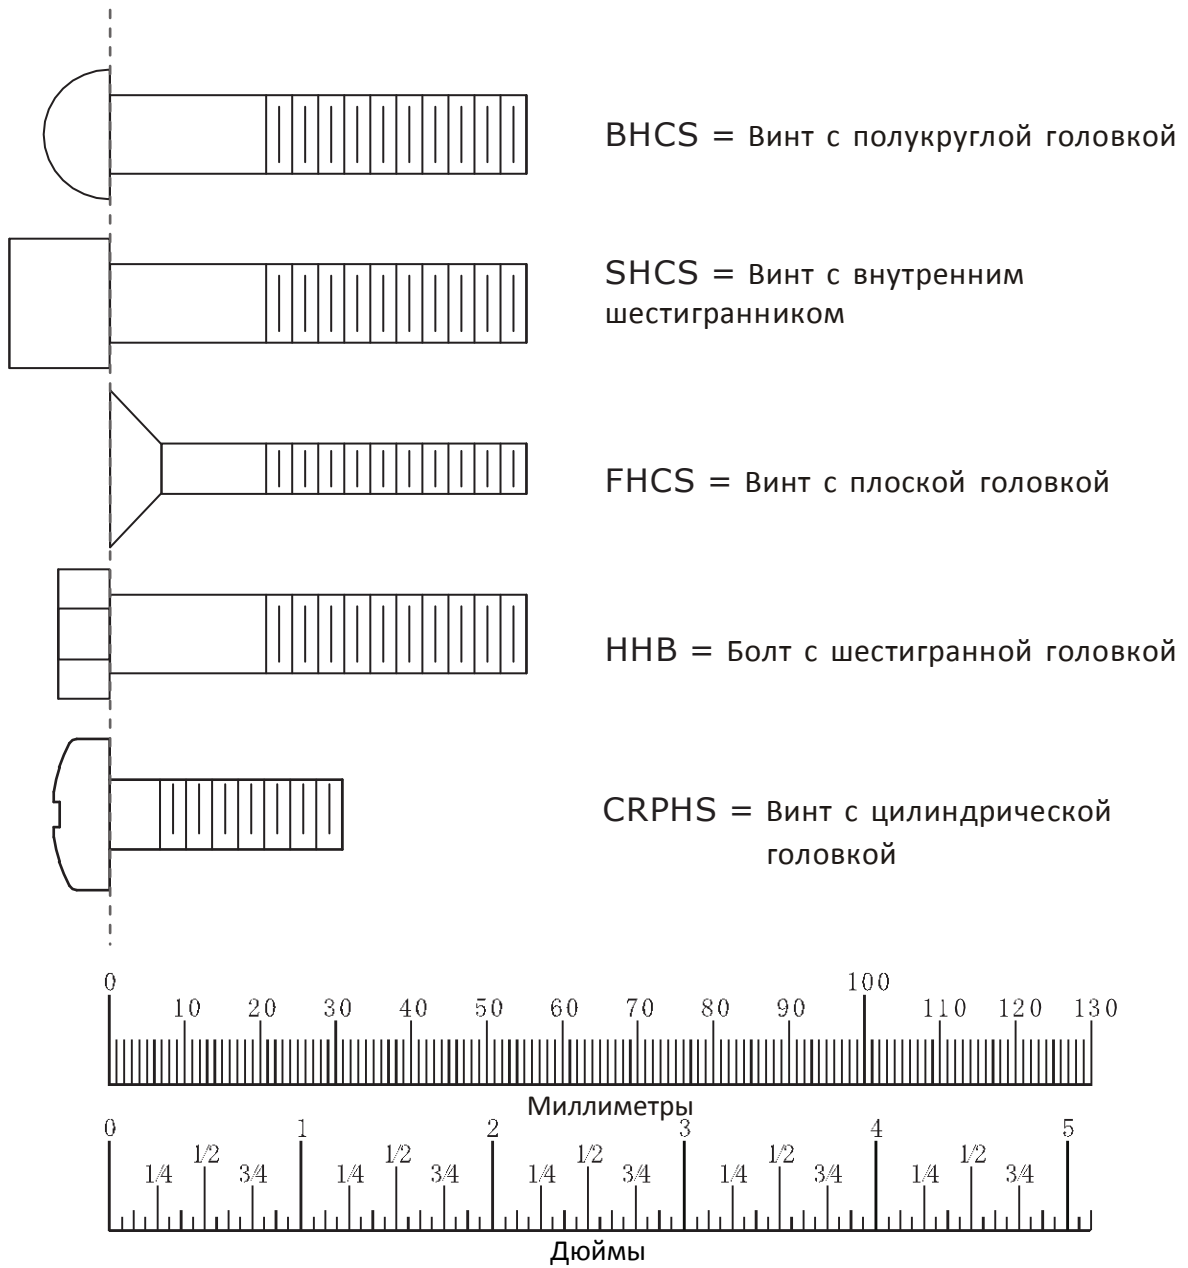 BHCS = Винт с полукруглой головкой
SHCS = Винт с внутренним
шестигранником
FHCS = Винт с плоской головкой
HHB = Болт с шестигранной головкой
CRPHS = Винт с цилиндрической
головкой
0 10 20 30 40 50 60 70 80 90 100 110 120 130
Миллиметры
0 1/4 1/2 3/4 1 1/4 1/2 3/4 2 1/4 1/2 3/4 3 1/4 1/2 3/4 4 1/4 1/2 3/4 5
Дюймы